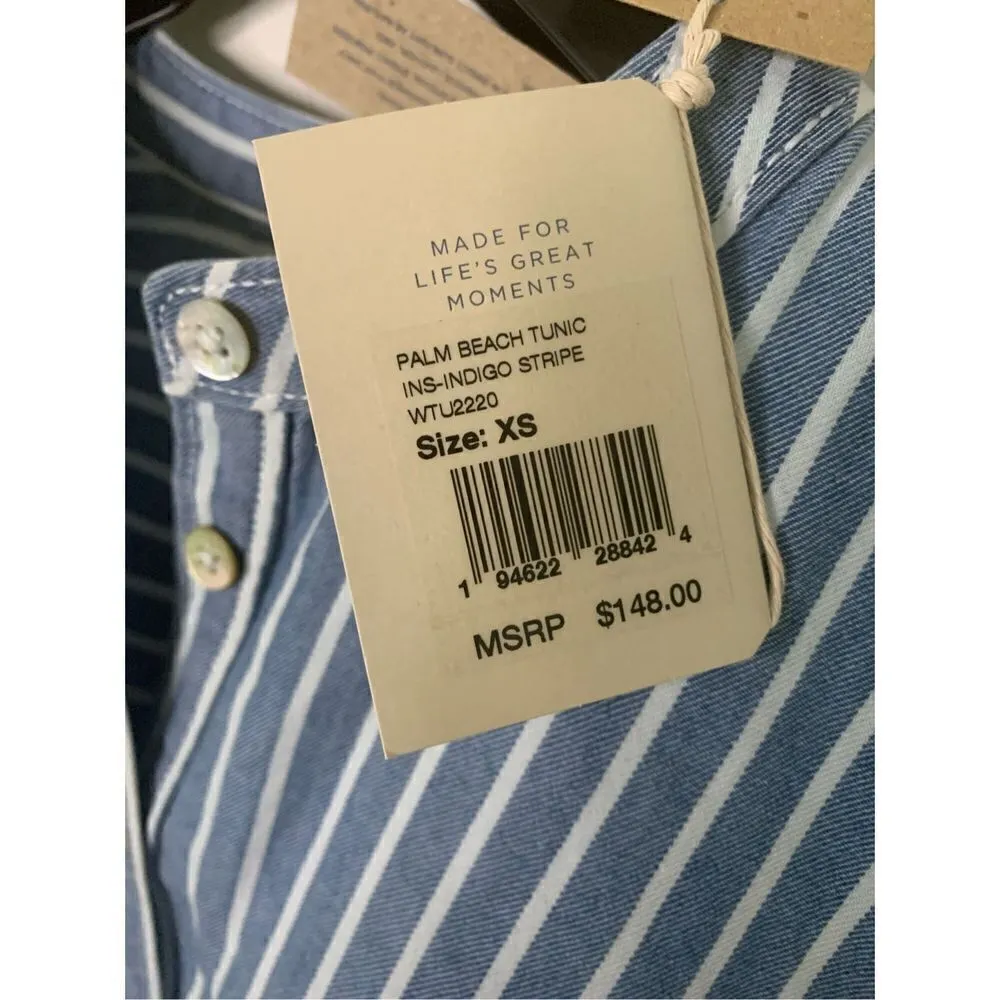 MADE FOR
LIFE'S GREAT
MOMENTS
PALM BEACH TUNIC
INS-INDIGO STRIPE
WTU2220
Size: XS
1 94622 28842 4
MSRP $148.00